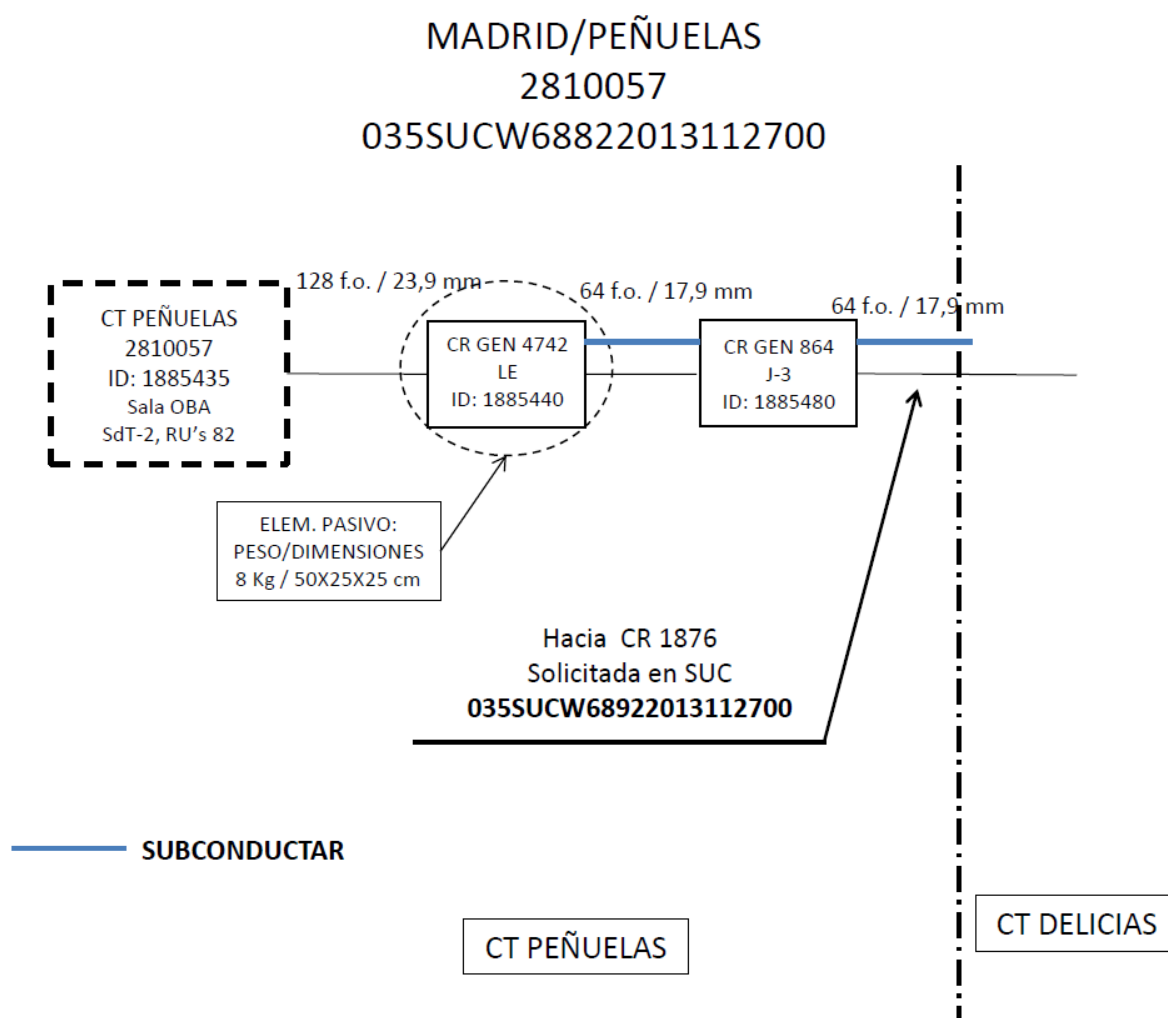 MADRID/PEÑUELAS
2810057
035SUCW68822013112700
128 f.o. / 23,9 mm
64 f.o. / 17,9 mm
64 f.o. / 17,9 mm
CT PEÑUELAS
2810057
ID: 1885435
Sala OBA
SdT-2, RU's 82
CR GEN 4742
LE
ID: 1885440
CR GEN 864
J-3
ID: 1885480
ELEM. PASIVO:
PESO/DIMENSIONES
8 Kg / 50X25X25 cm
Hacia CR 1876
Solicitada en SUC
035SUCW68922013112700
SUBCONDUCTAR
CT PEÑUELAS
CT DELICIAS